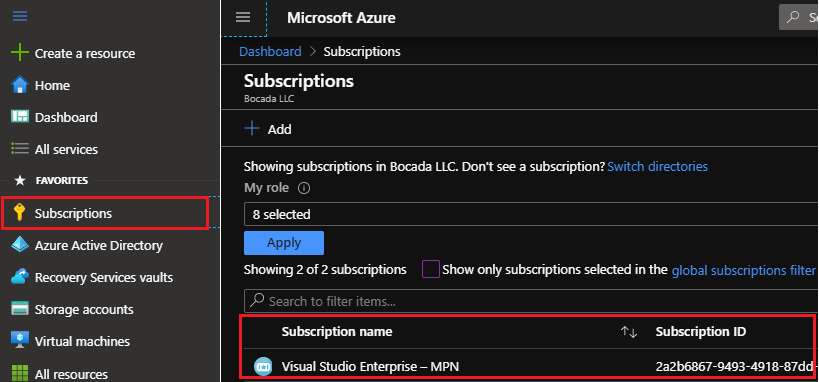 Create a resource
Home
Dashboard
All services
FAVORITES
Subscriptions
Azure Active Directory
Recovery Services vaults
Storage accounts
Virtual machines
All resources
Microsoft Azure
Dashboard > Subscriptions
Subscriptions
Bocada LLC
+ Add
Showing subscriptions in Bocada LLC. Don't see a subscription? Switch directories
My role
8 selected
Apply
Showing 2 of 2 subscriptions Show only subscriptions selected in the global subscriptions filter
Search to filter items...
Subscription name Subscription ID
Visual Studio Enterprise – MPN 2a2b6867-9493-4918-87dd-